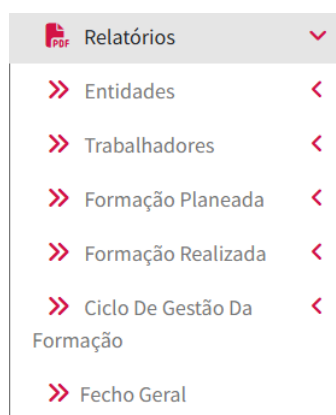 PDF Relatórios
Entidades
Trabalhadores
Formação Planeada
Formação Realizada
Ciclo De Gestão Da
Formação
Fecho Geral